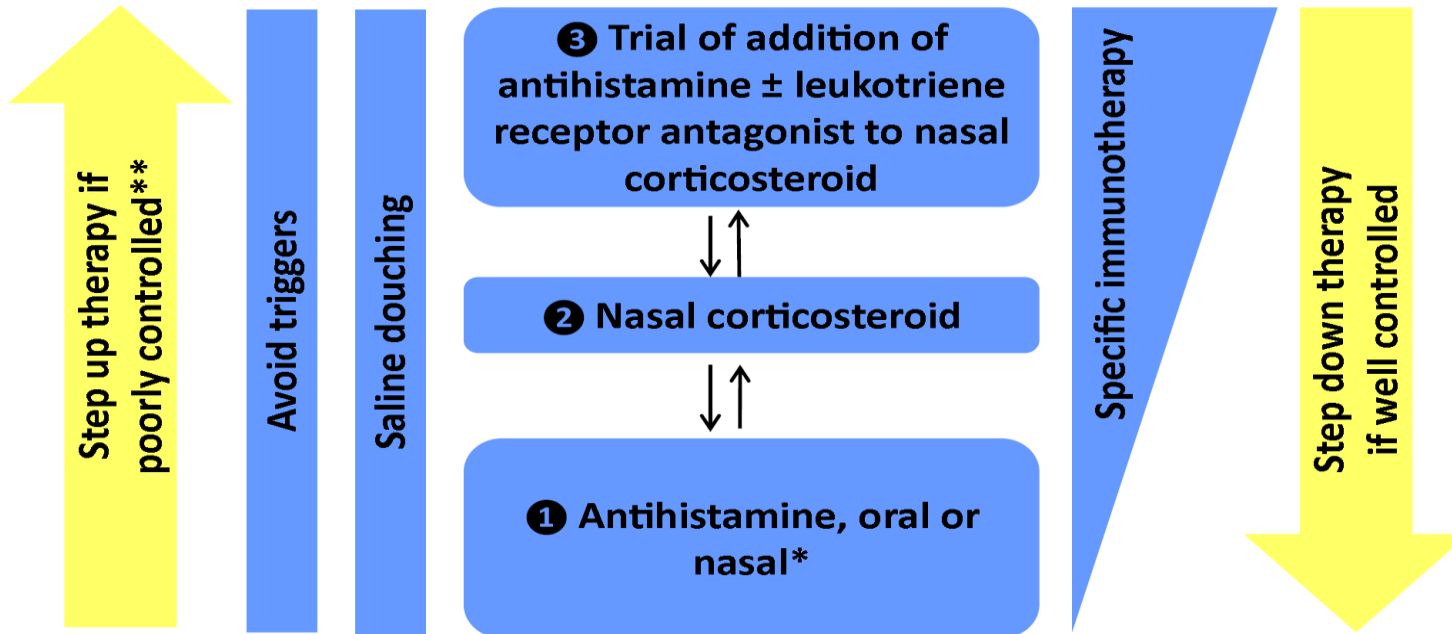 Step up therapy if
poorly controlled**
Avoid triggers
Saline douching
❸ Trial of addition of
antihistamine ± leukotriene
receptor antagonist to nasal
corticosteroid
❷ Nasal corticosteroid
❶ Antihistamine, oral or
nasal*
Specific immunotherapy
Step down therapy
if well controlled